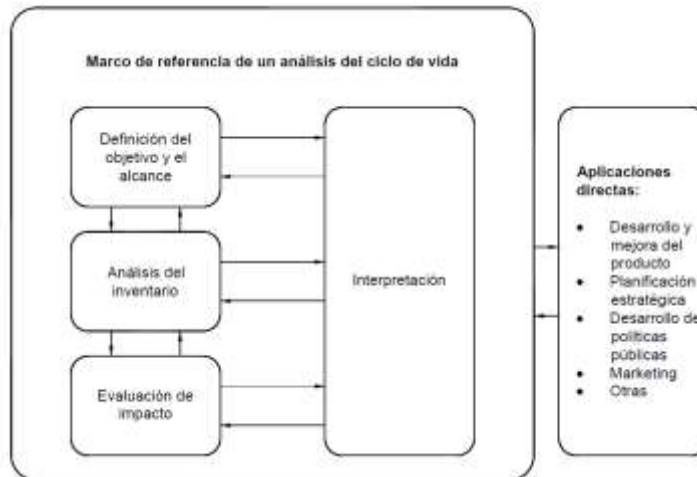 Marco de referencia de un análisis del ciclo de vida
Definición del
objetivo y el
alcance
Análisis del
inventario
Evaluación de
impacto
Interpretación
Aplicaciones
directas:
• Desarrollo y
mejora del
producto
• Planificación
estratégica
• Desarrollo de
políticas
públicas
• Marketing
• Otras